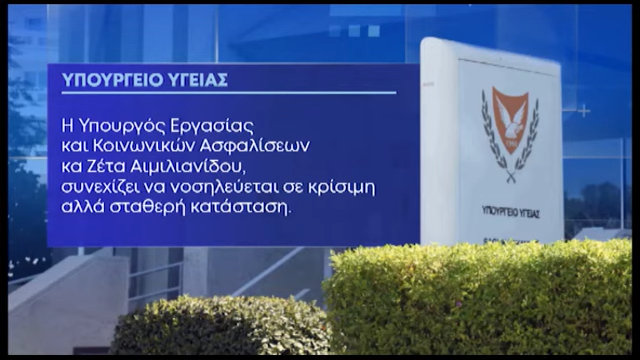 ΥΠΟΥΡΓΕΙΟ ΥΓΕΙΑΣ
Η Υπουργός Εργασίας
και Κοινωνικών Ασφαλίσεων
κα Ζέτα Αιμιλιανίδου,
συνεχίζει να νοσηλεύεται σε κρίσιμη
αλλά σταθερή κατάσταση.
ΥΠΟΥΡΓΕΙΟ ΥΓΕΙΑΣ